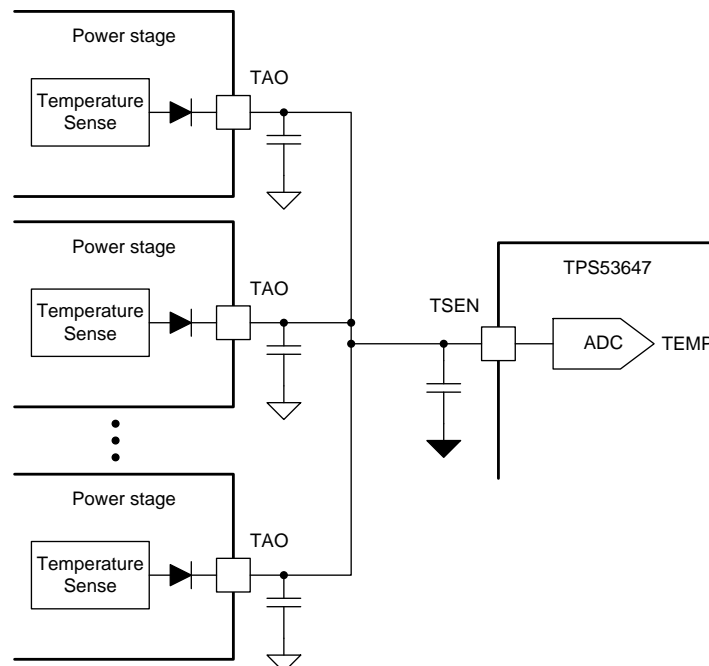 Power stage
TAO
Temperature
Sense
Power stage
TAO
Temperature
Sense
TPS53647
TSEN
ADC
TEMP
Power stage
TAO
Temperature
Sense